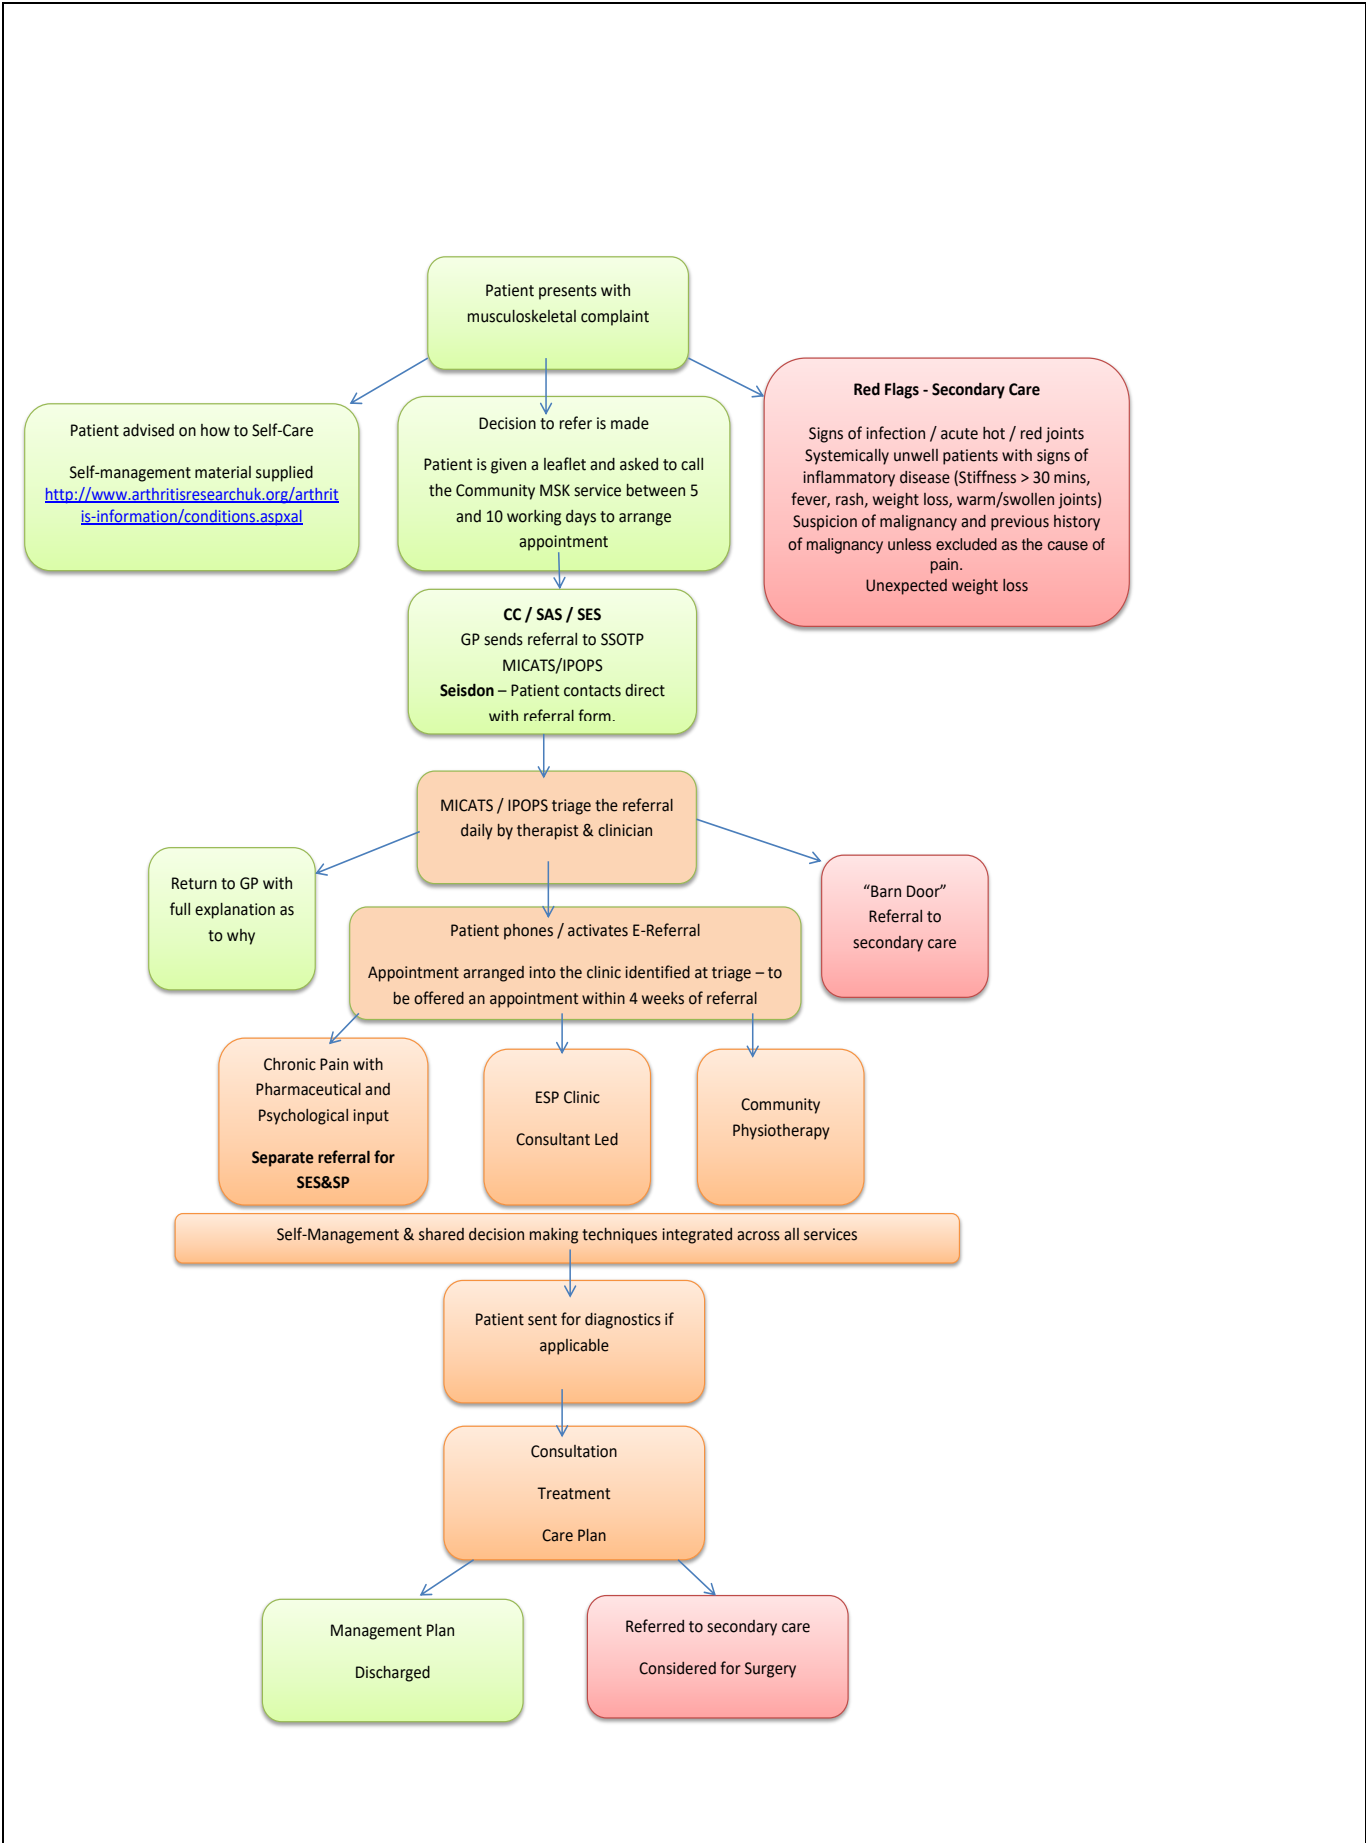 Patient presents with
musculoskeletal complaint
Patient advised on how to Self-Care
Self-management material supplied
http://www.arthritisresearchuk.org/arthrit
is-information/conditions.aspxal
Decision to refer is made
Patient is given a leaflet and asked to call
the Community MSK service between 5
and 10 working days to arrange
appointment
Red Flags - Secondary Care
Signs of infection / acute hot / red joints
Systemically unwell patients with signs of
inflammatory disease (Stiffness > 30 mins,
fever, rash, weight loss, warm/swollen joints)
Suspicion of malignancy and previous history
of malignancy unless excluded as the cause of
pain.
Unexpected weight loss
CC / SAS / SES
GP sends referral to SSOTP
MICATS/IPOPS
Seisdon – Patient contacts direct
with referral form.
MICATS / IPOPS triage the referral
daily by therapist & clinician
Return to GP with
full explanation as
to why
“Barn Door”
Referral to
secondary care
Patient phones / activates E-Referral
Appointment arranged into the clinic identified at triage – to
be offered an appointment within 4 weeks of referral
Chronic Pain with
Pharmaceutical and
Psychological input
Separate referral for
SES&SP
ESP Clinic
Consultant Led
Community
Physiotherapy
Self-Management & shared decision making techniques integrated across all services
Patient sent for diagnostics if
applicable
Consultation
Treatment
Care Plan
Management Plan
Discharged
Referred to secondary care
Considered for Surgery